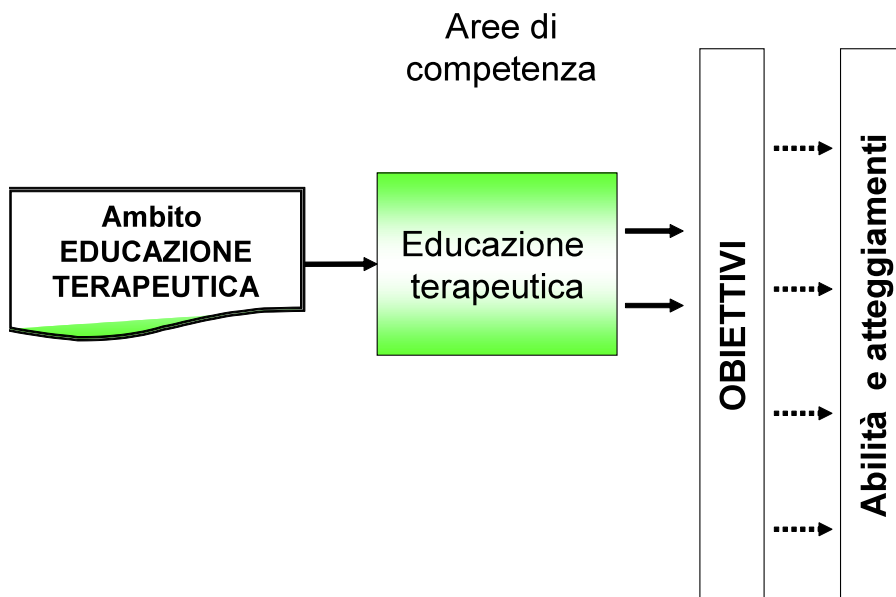 Aree di
competenza
Ambito
EDUCAZIONE
TERAPEUTICA
Educazione
terapeutica
OBIETTIVI
Abilità e atteggiamenti